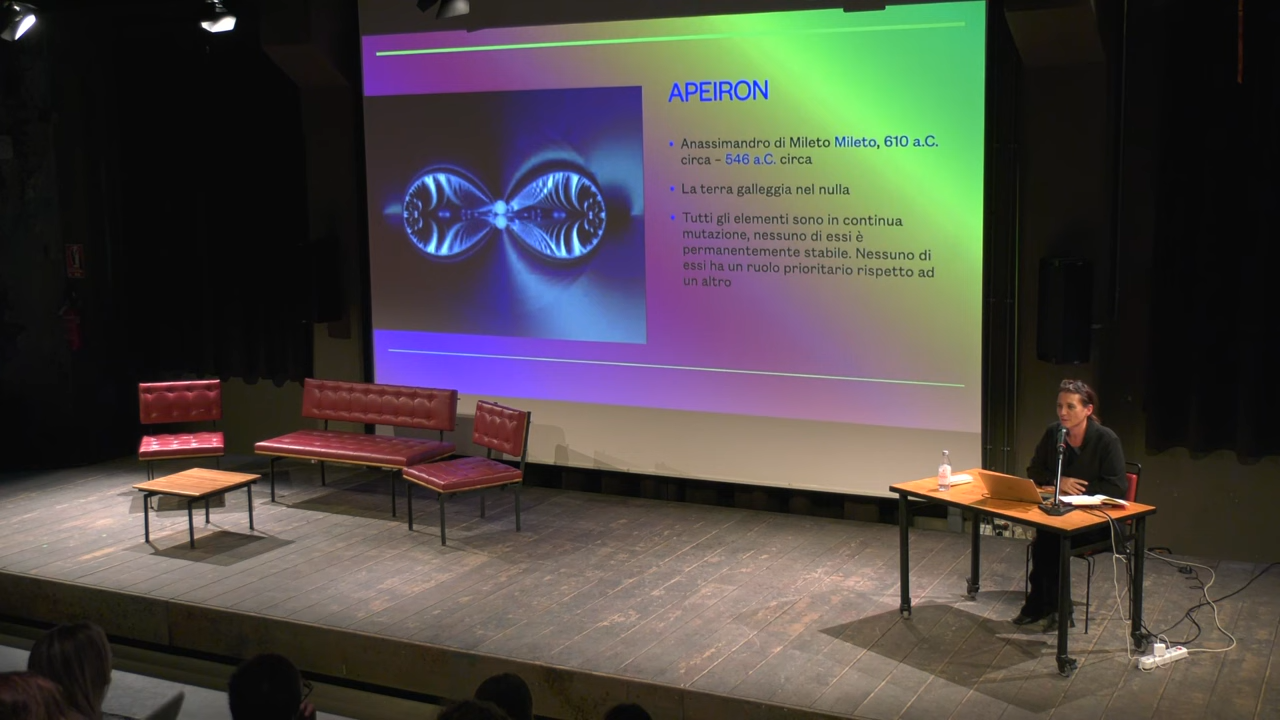 APEIRON
Anassimandro di Mileto Mileto, 610 a.C.
circa – 546 a.C. circa
La terra galleggia nel nulla
Tutti gli elementi sono in continua
mutazione, nessuno di essi è
permanentemente stabile. Nessuno di
essi ha un ruolo prioritario rispetto ad
un altro